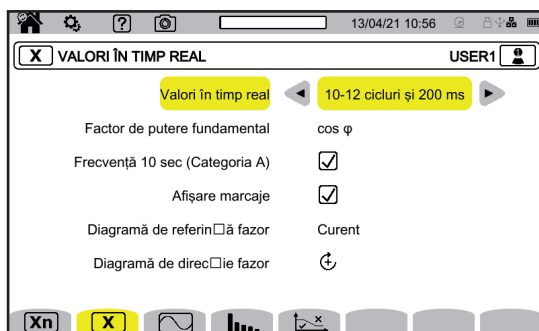 ? 13/04/21 10:56
X VALORI ÎN TIMP REAL USER1
Valori în timp real 10-12 cicluri și 200 ms
Factor de putere fundamental cos φ
Frecvență 10 sec (Categoria A)
Afișare marcaje
Diagramă de referin□ă fazor Curent
Diagramă de direc□ie fazor
Xn X